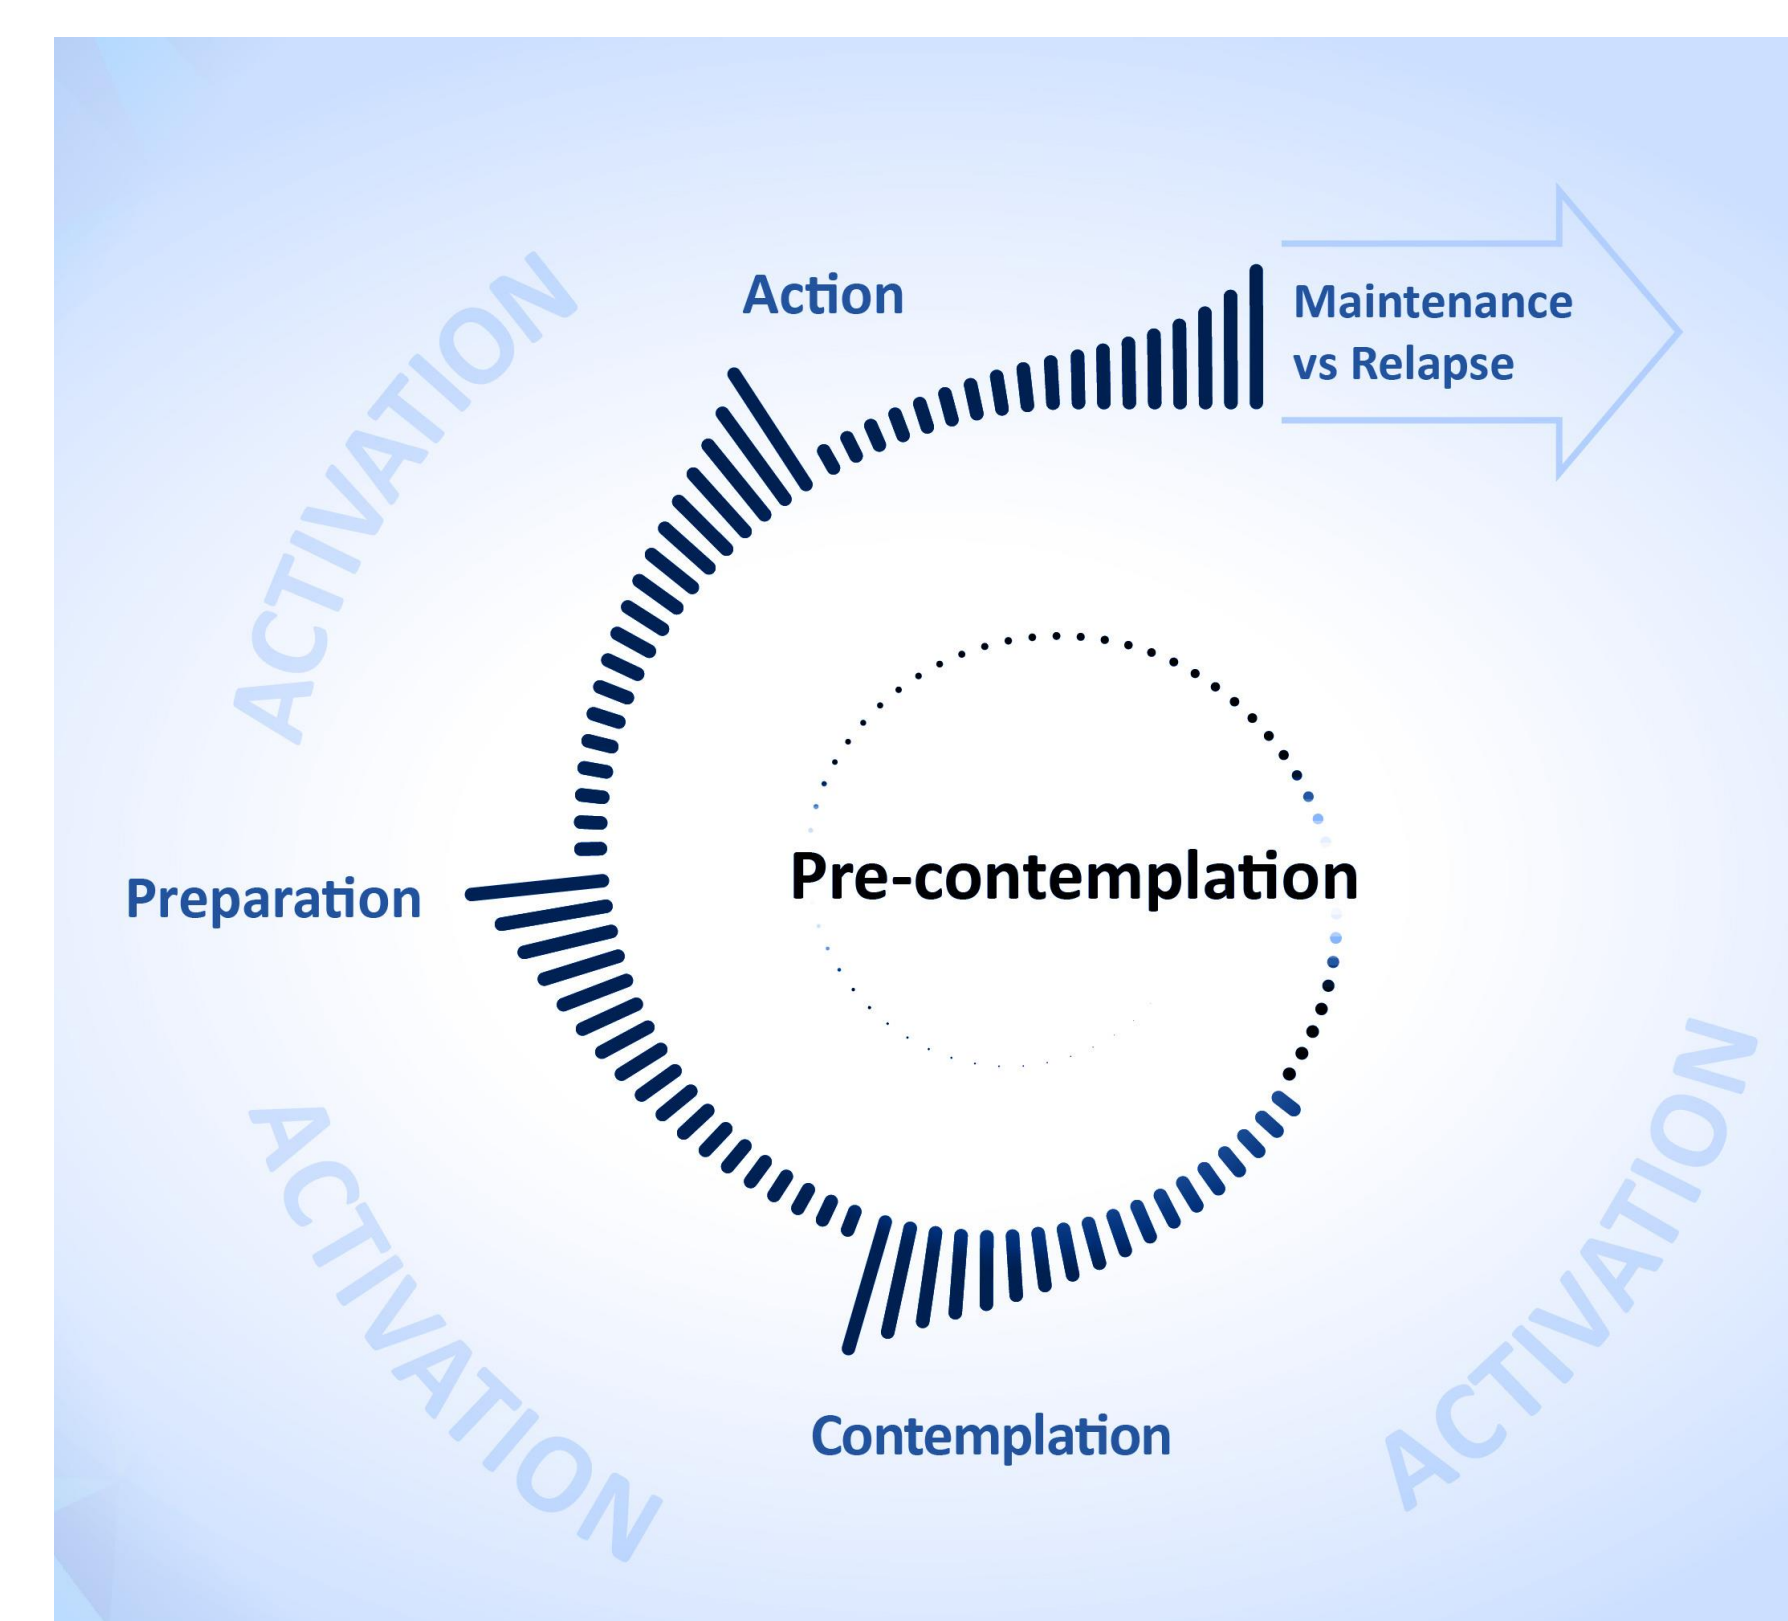 Action
Maintenance
vs Relapse
ACTIVATION
Pre-contemplation
Preparation
ACTIVATION
ACTIVATION
Contemplation